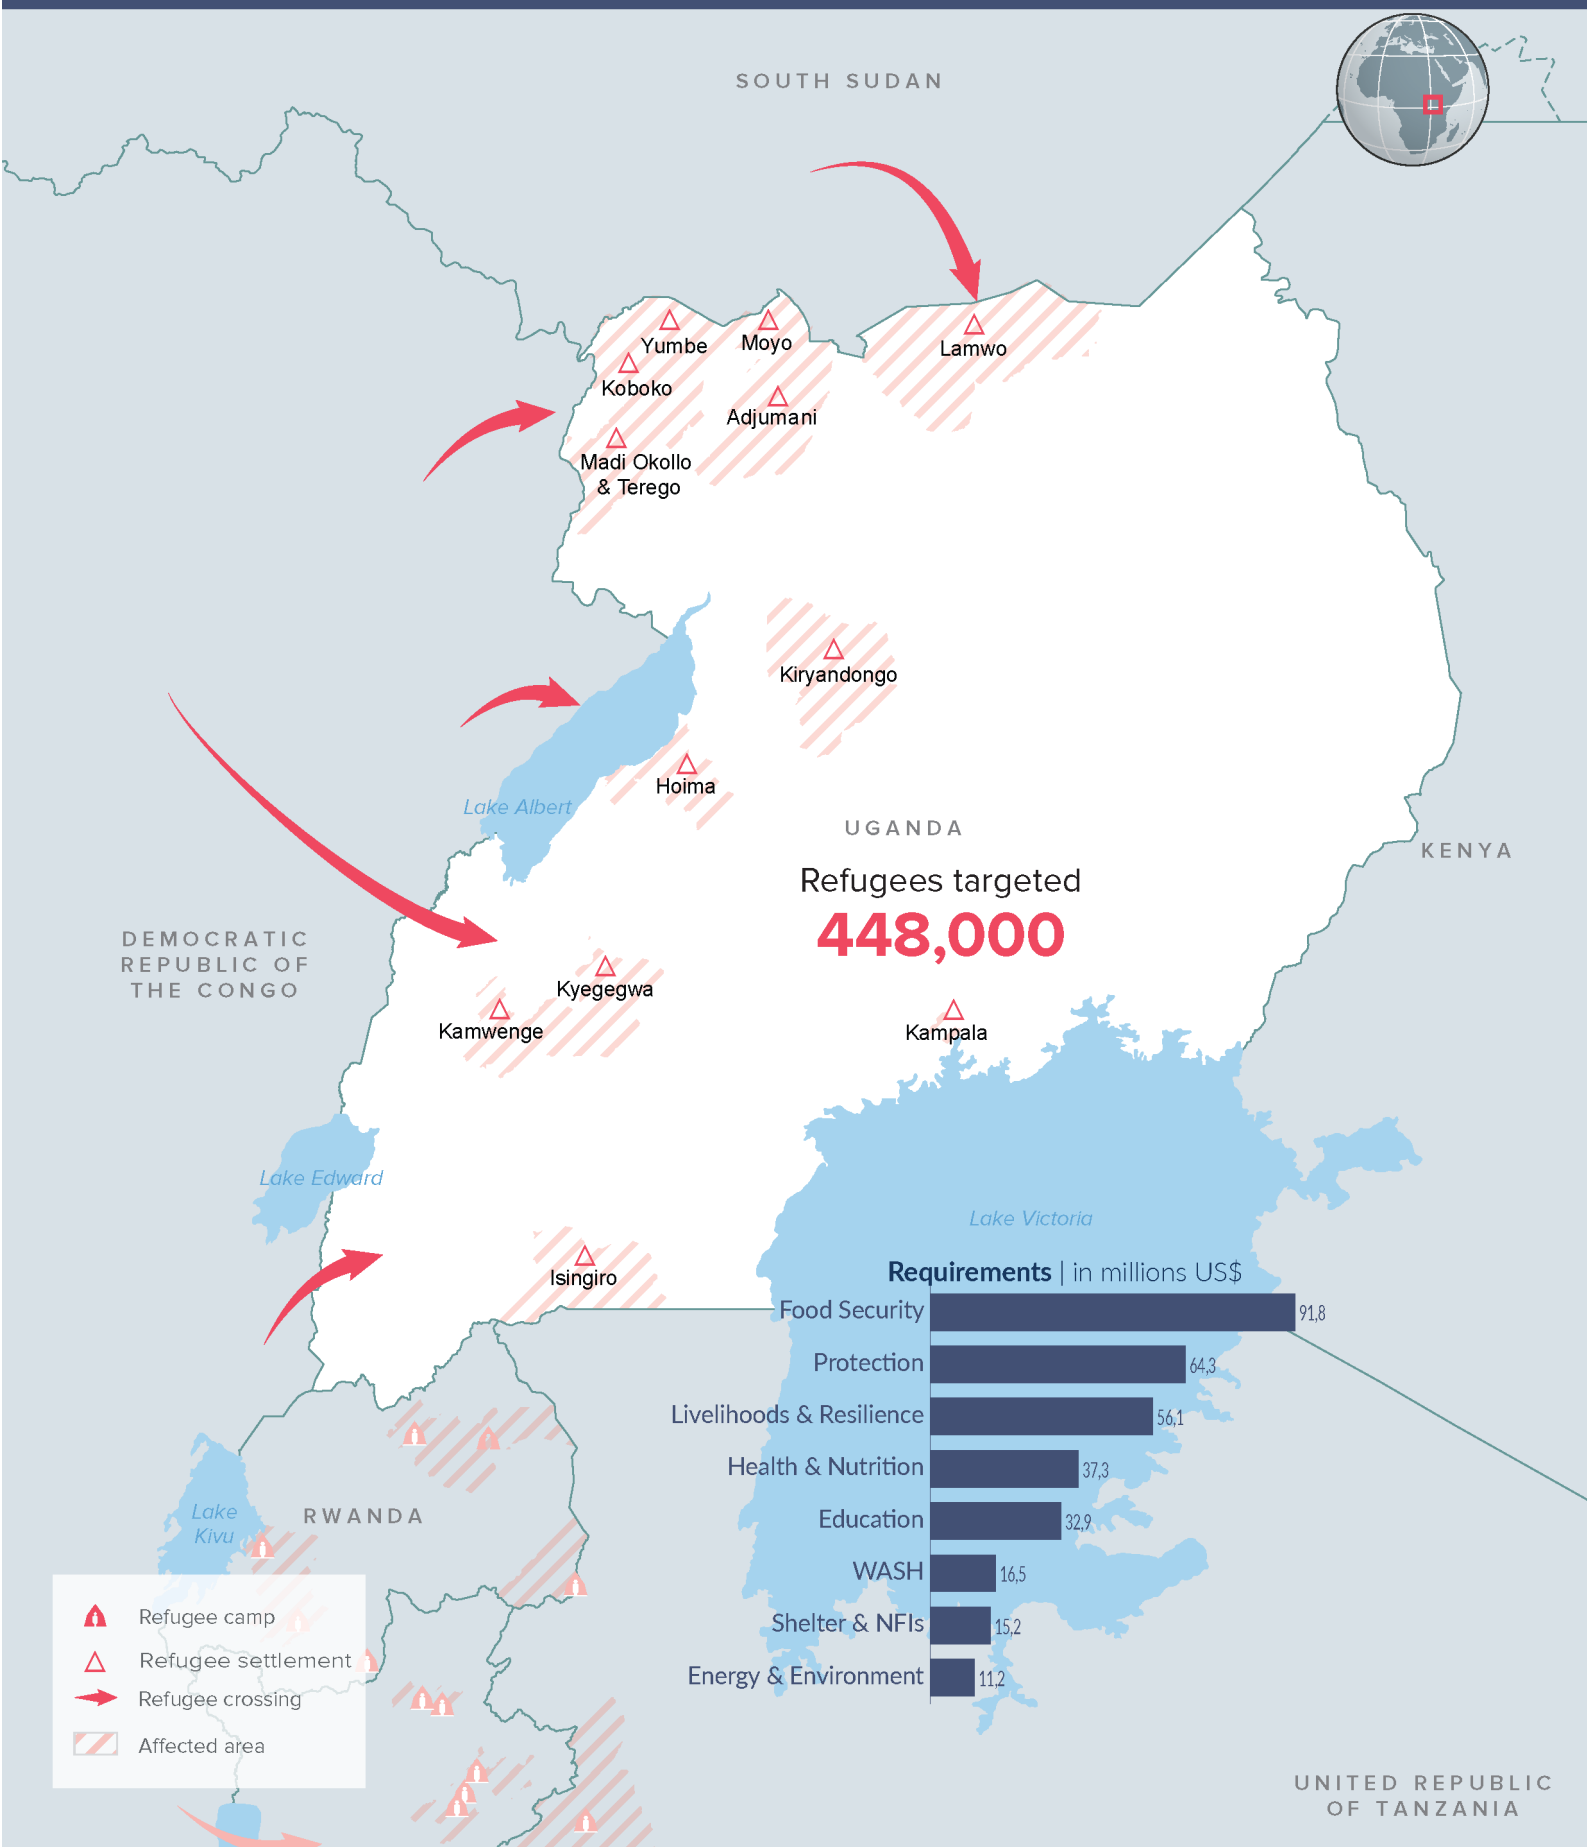 SOUTH SUDAN
Yumbe
Moyo
Lamwo
Koboko
Adjumani
Madi Okollo
& Terego
Kiryandongo
Hoima
Lake Albert
UGANDA
KENYA
Refugees targeted
448,000
DEMOCRATIC
REPUBLIC OF
THE CONGO
Kyegegwa
Kamwenge
Kampala
Lake Edward
Lake Victoria
Isingiro
Requirements | in millions US$
Food Security 91,8
Protection 64,3
Livelihoods & Resilience 56,1
Health & Nutrition 37,3
Education 32,9
WASH 16,5
Shelter & NFIs 15,2
Energy & Environment 11,2
Lake
Kivu
RWANDA
Refugee camp
Refugee settlement
Refugee crossing
Affected area
UNITED REPUBLIC
OF TANZANIA